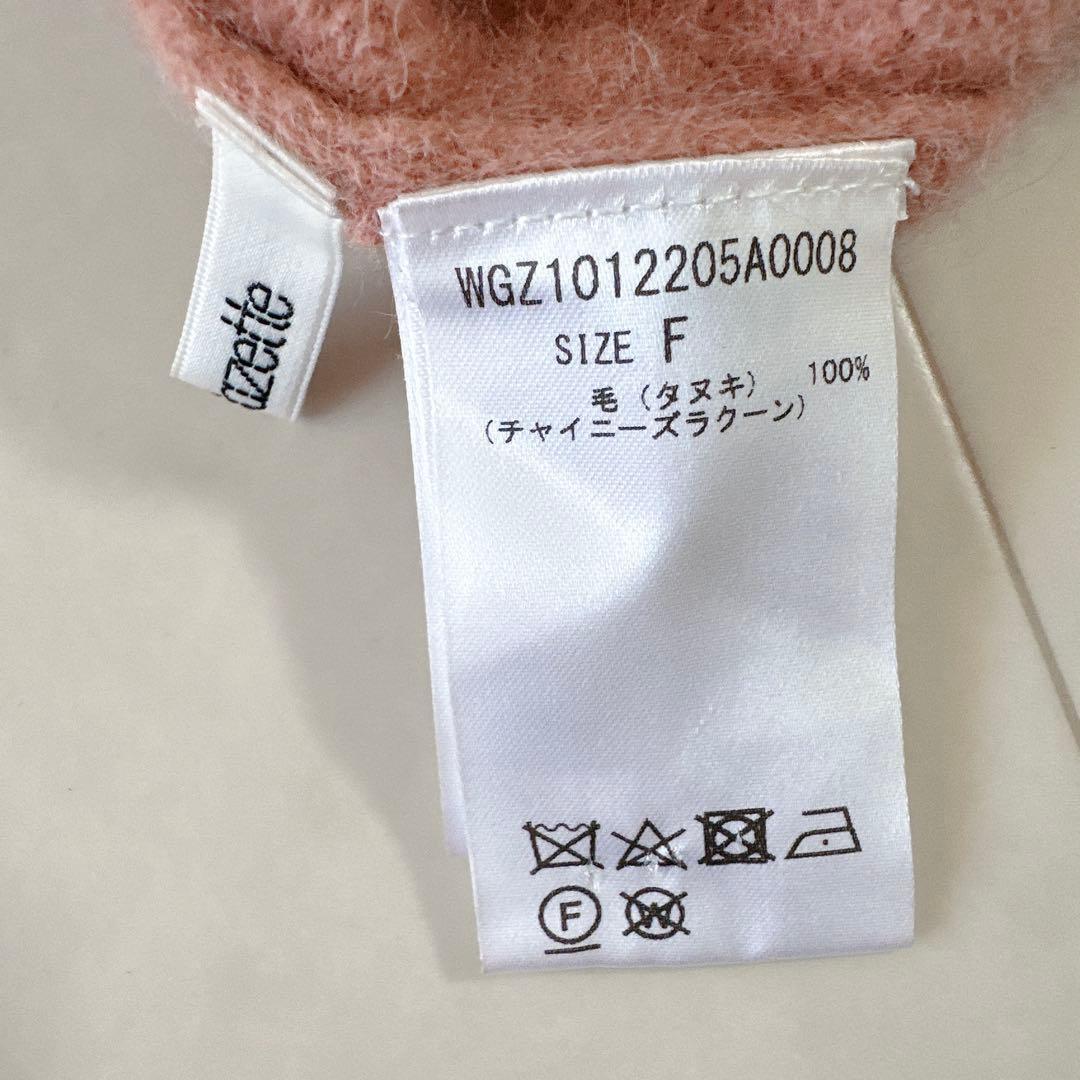 WGZ1012205A0008
SIZE F
毛(タヌキ) 100%
(チャイニーズラクーン)
F
W